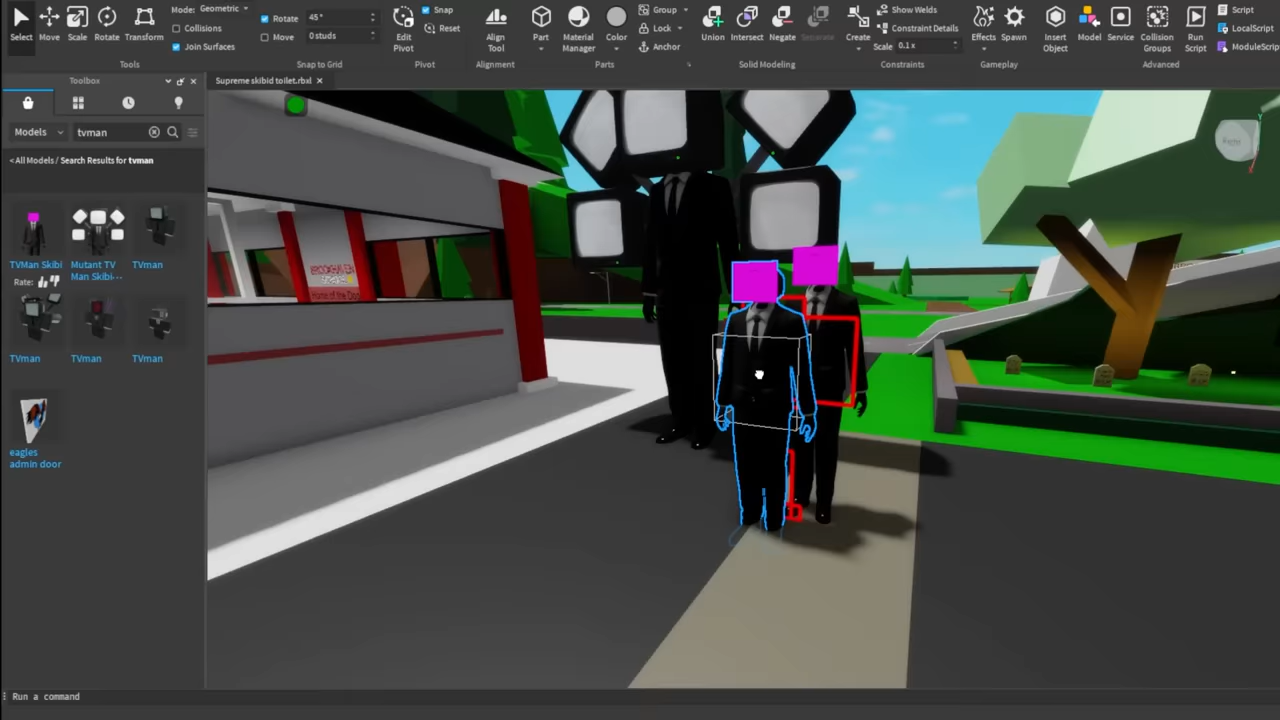 Select
Move
Scale
Rotate
Transform
Mode: Geometric
Collisions
Join Surfaces
Tools
Rotate 45°
Move 0 studs
Snap to Grid
Edit
Pivot
Snap
Reset
Pivot
Align
Tool
Alignment
Part
Material
Manager
Color
Group
Lock
Anchor
Parts
Union
Intersect
Negate
Separate
Solid Modeling
Create
Show Welds
Constraint Details
Scale 0.1 x
Constraints
Effects
Spawn
Gameplay
Insert
Object
Model
Service
Collision
Groups
Run
Script
Advanced
Script
LocalScript
ModuleScrip
Toolbox
Supreme skibid toilet.rbxl
Models
tvman
< All Models / Search Results for tvman
TVMan Skibi
Rate:
Mutant TV
Man Skibi...
TVman
TVman
TVman
TVman
eagles
admin door
Run a command